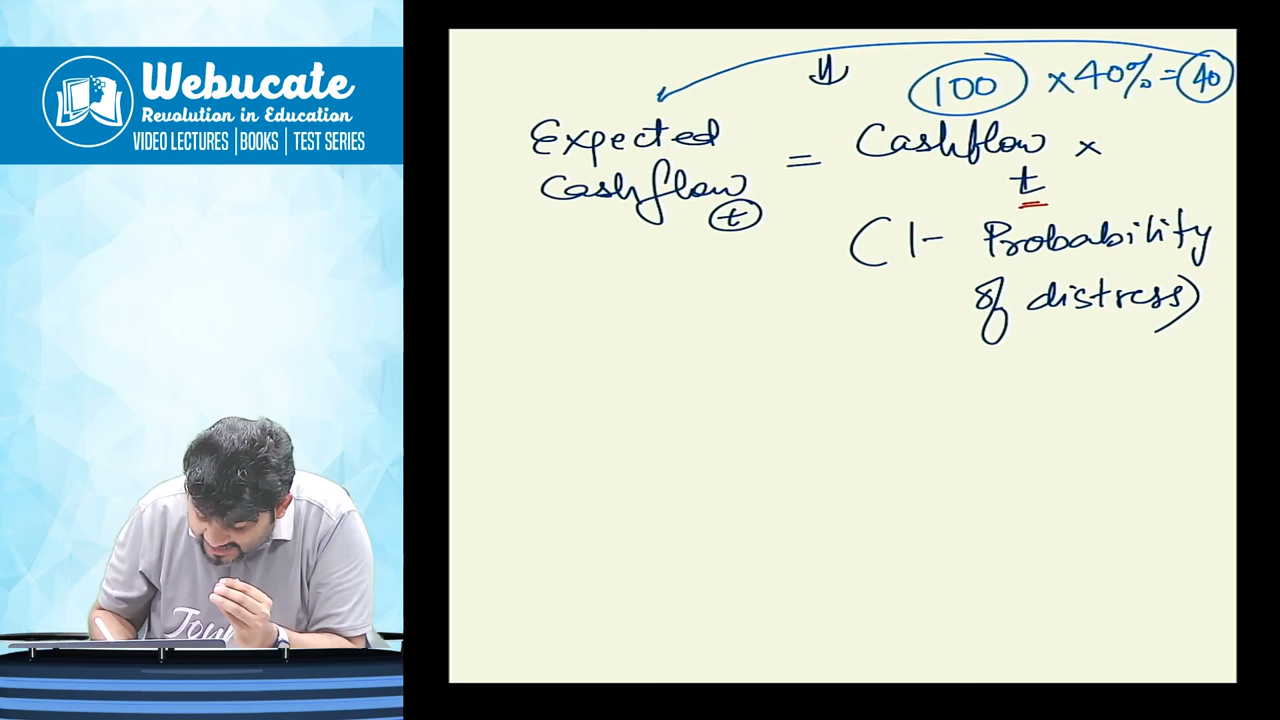 Webucate
Revolution in Education
VIDEO LECTURES | BOOKS | TEST SERIES
100 × 40% = 40
Expected
Cashflow t
= Cashflow t ×
(1- Probability
of distress)